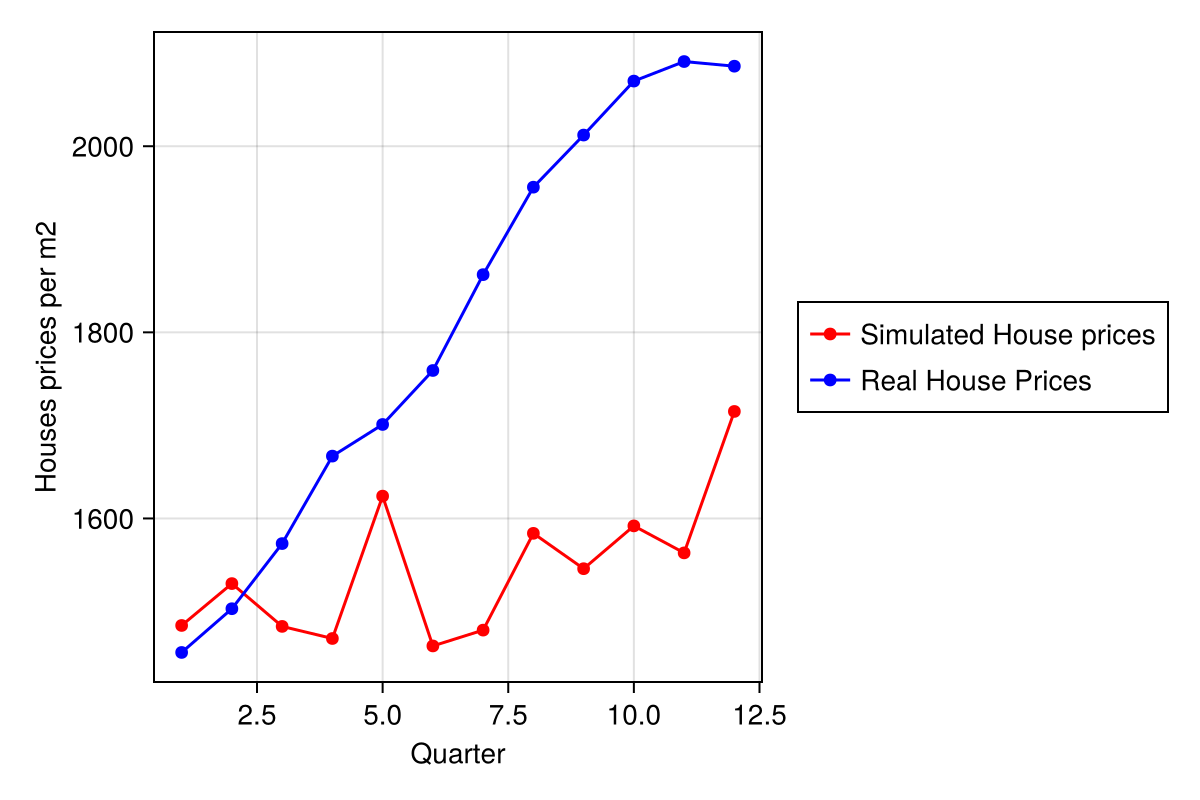 Houses prices per m2
2000
1800
1600
2.5 5.0 7.5 10.0 12.5
Quarter
Simulated House prices
Real House Prices